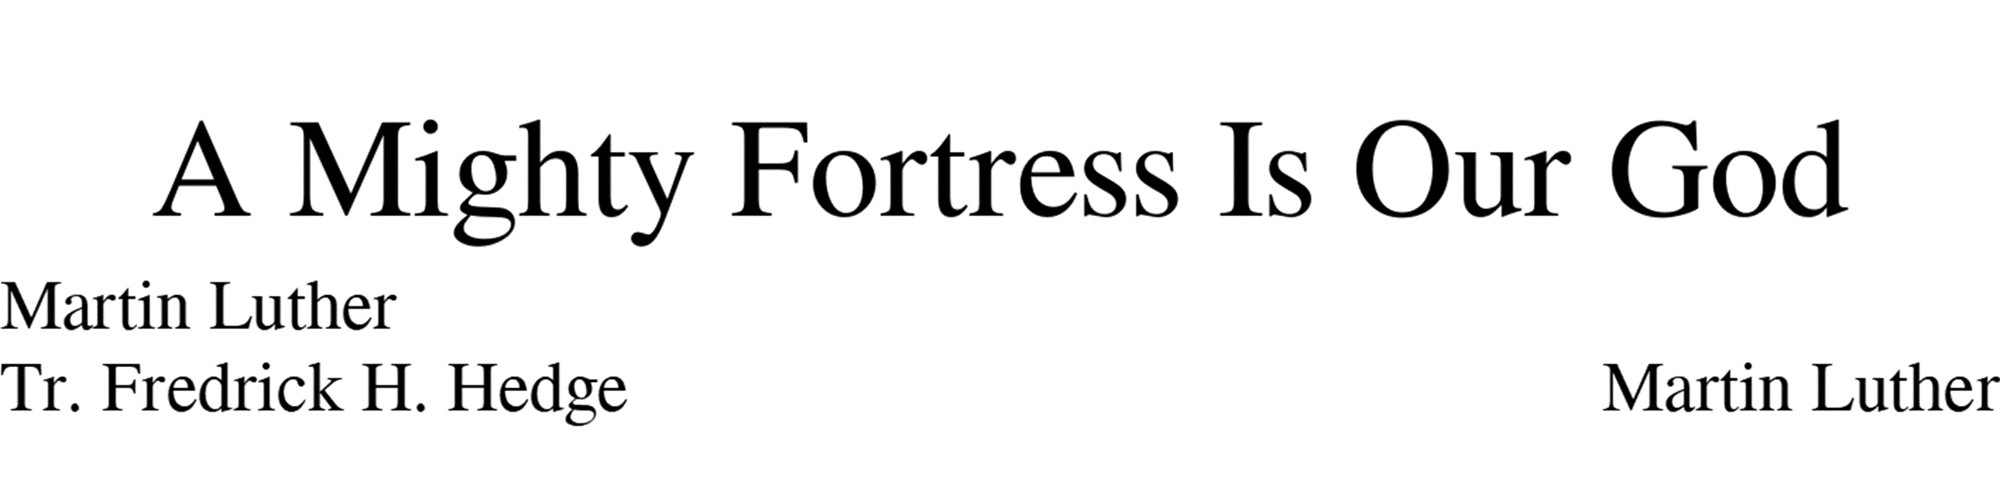 A Mighty Fortress Is Our God
Martin Luther
Tr. Fredrick H. Hedge
Martin Luther